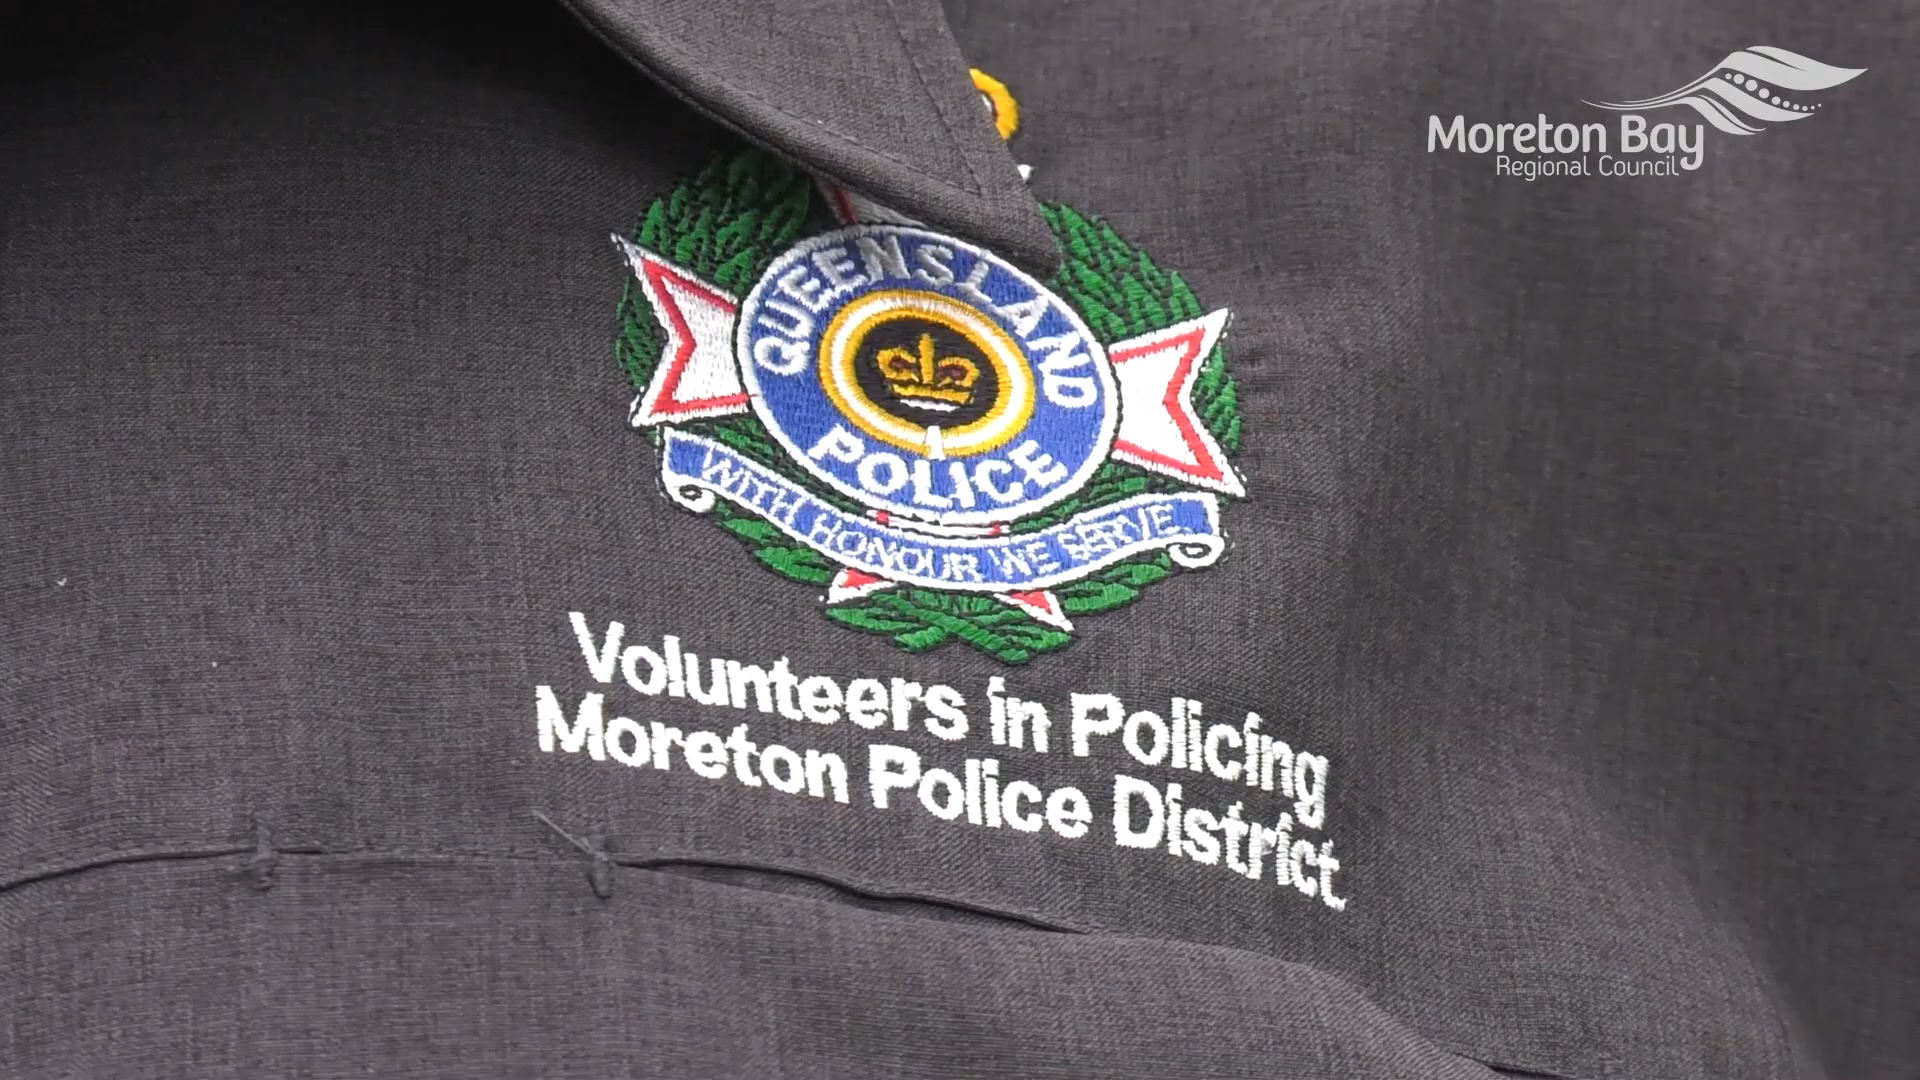 Moreton Bay
Regional Council
QUEENSLAND
POLICE
WITH HONOUR WE SERVE
Volunteers in Policing
Moreton Police District